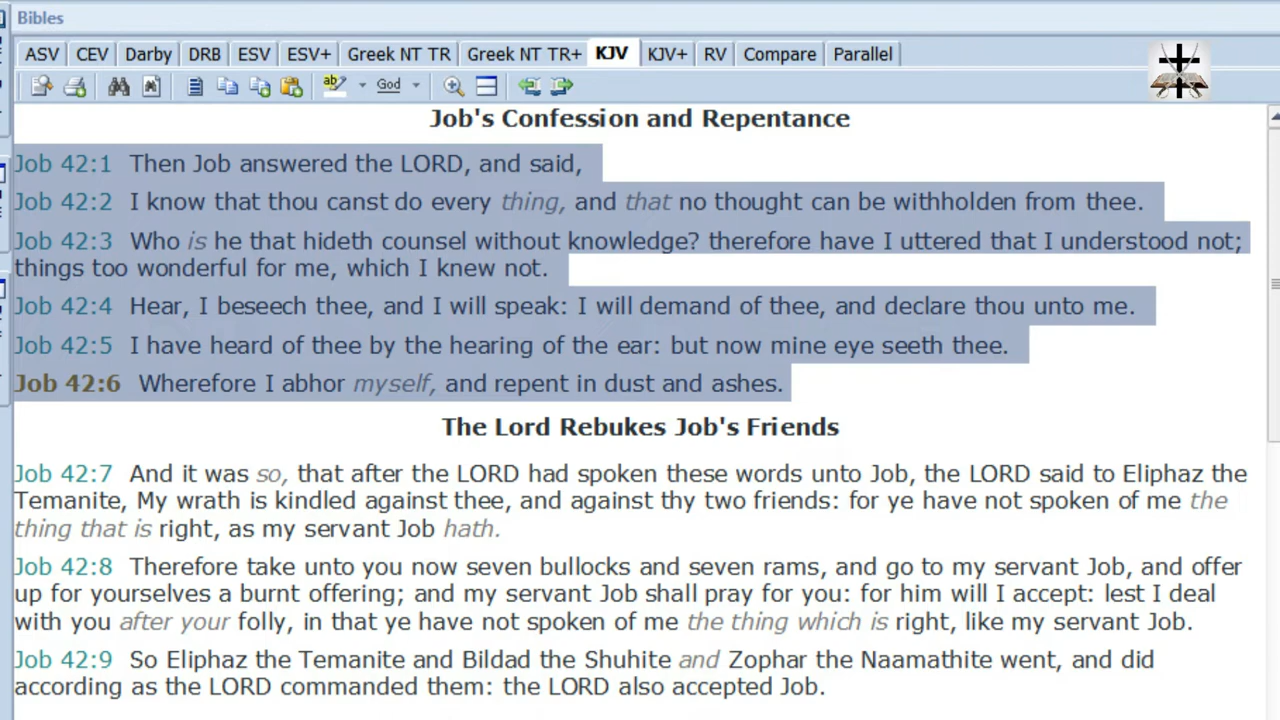 Bibles
ASV CEV Darby DRB ESV ESV+ Greek NT TR Greek NT TR+ KJV KJV+ RV Compare Parallel
ab God
Job's Confession and Repentance
Job 42:1 Then Job answered the LORD, and said,
Job 42:2 I know that thou canst do every thing, and that no thought can be withholden from thee.
Job 42:3 Who is he that hideth counsel without knowledge? therefore have I uttered that I understood not;
things too wonderful for me, which I knew not.
Job 42:4 Hear, I beseech thee, and I will speak: I will demand of thee, and declare thou unto me.
Job 42:5 I have heard of thee by the hearing of the ear: but now mine eye seeth thee.
Job 42:6 Wherefore I abhor myself, and repent in dust and ashes.
The Lord Rebukes Job's Friends
Job 42:7 And it was so, that after the LORD had spoken these words unto Job, the LORD said to Eliphaz the
Temanite, My wrath is kindled against thee, and against thy two friends: for ye have not spoken of me the
thing that is right, as my servant Job hath.
Job 42:8 Therefore take unto you now seven bullocks and seven rams, and go to my servant Job, and offer
up for yourselves a burnt offering; and my servant Job shall pray for you: for him will I accept: lest I deal
with you after your folly, in that ye have not spoken of me the thing which is right, like my servant Job.
Job 42:9 So Eliphaz the Temanite and Bildad the Shuhite and Zophar the Naamathite went, and did
according as the LORD commanded them: the LORD also accepted Job.